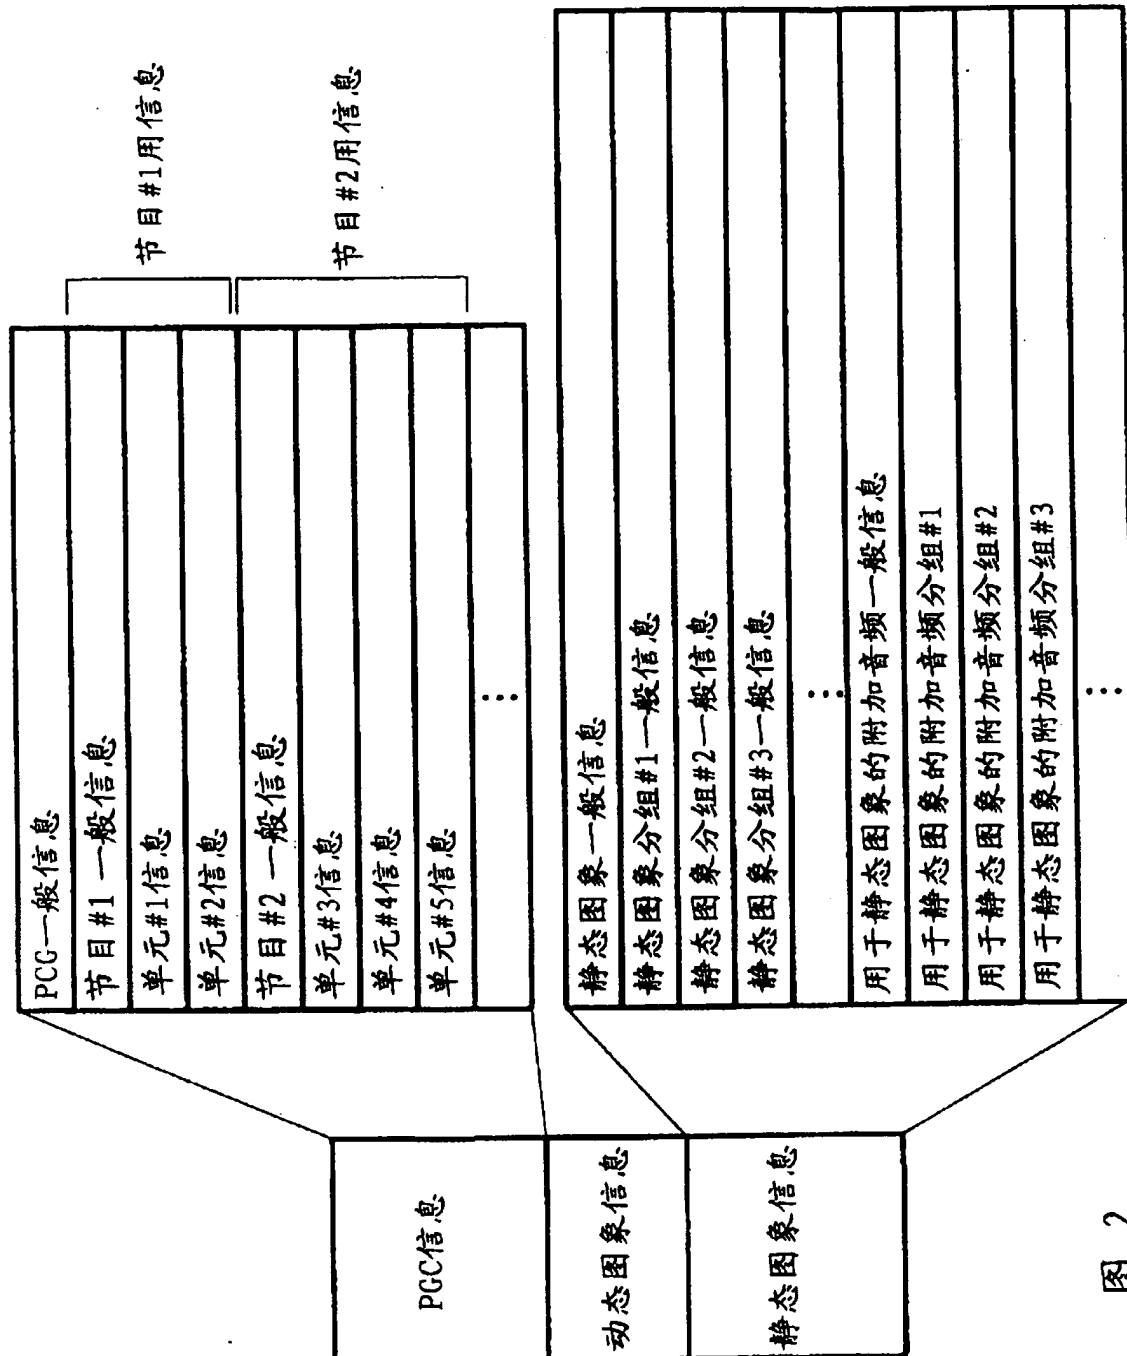 PGC信息
动态图象信息
静态图象信息
PCG一般信息
节目#1一般信息
单元#1信息
单元#2信息
节目#2一般信息
单元#3信息
单元#4信息
单元#5信息
⋮
节目#1用信息
节目#2用信息
静态图象一般信息
静态图象分组#1一般信息
静态图象分组#2一般信息
静态图象分组#3一般信息
⋮
用于静态图象的附加音频一般信息
用于静态图象的附加音频分组#1
用于静态图象的附加音频分组#2
用于静态图象的附加音频分组#3
⋮
图 2